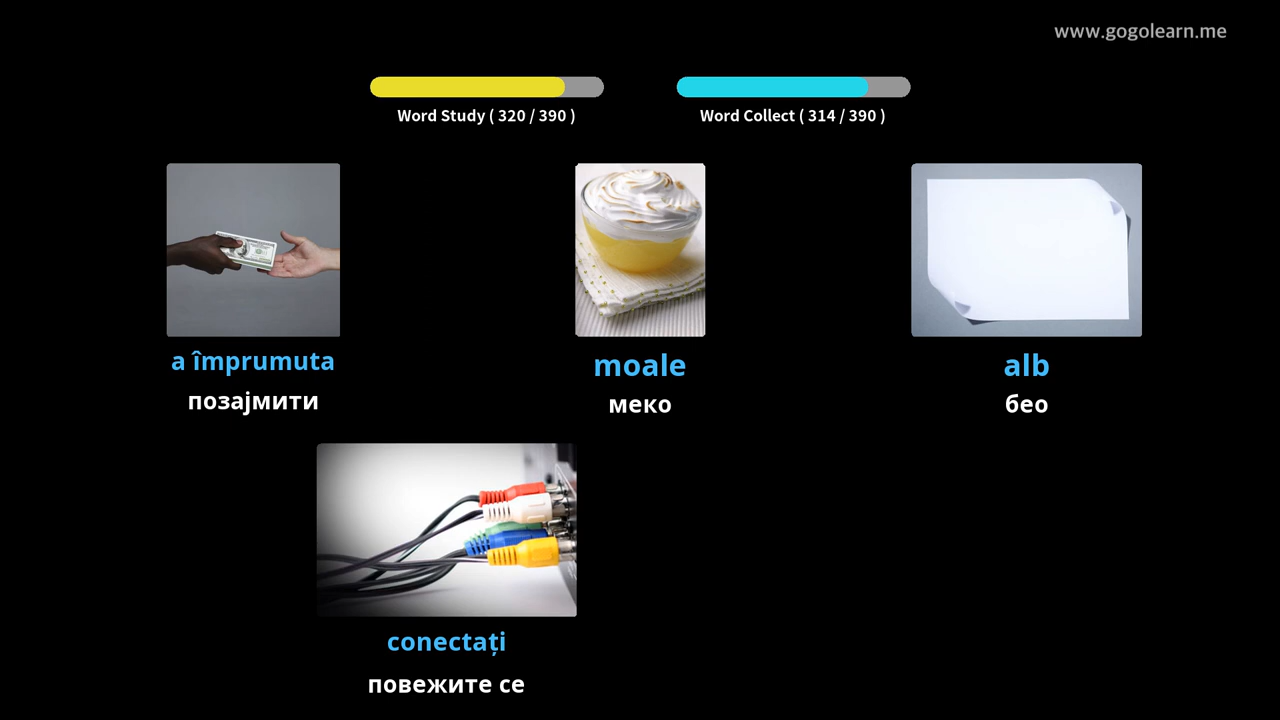 www.gogolearn.me
Word Study ( 320 / 390 )
Word Collect ( 314 / 390 )
a împrumuta
позајмити
moale
меко
alb
бео
conectați
повежите се